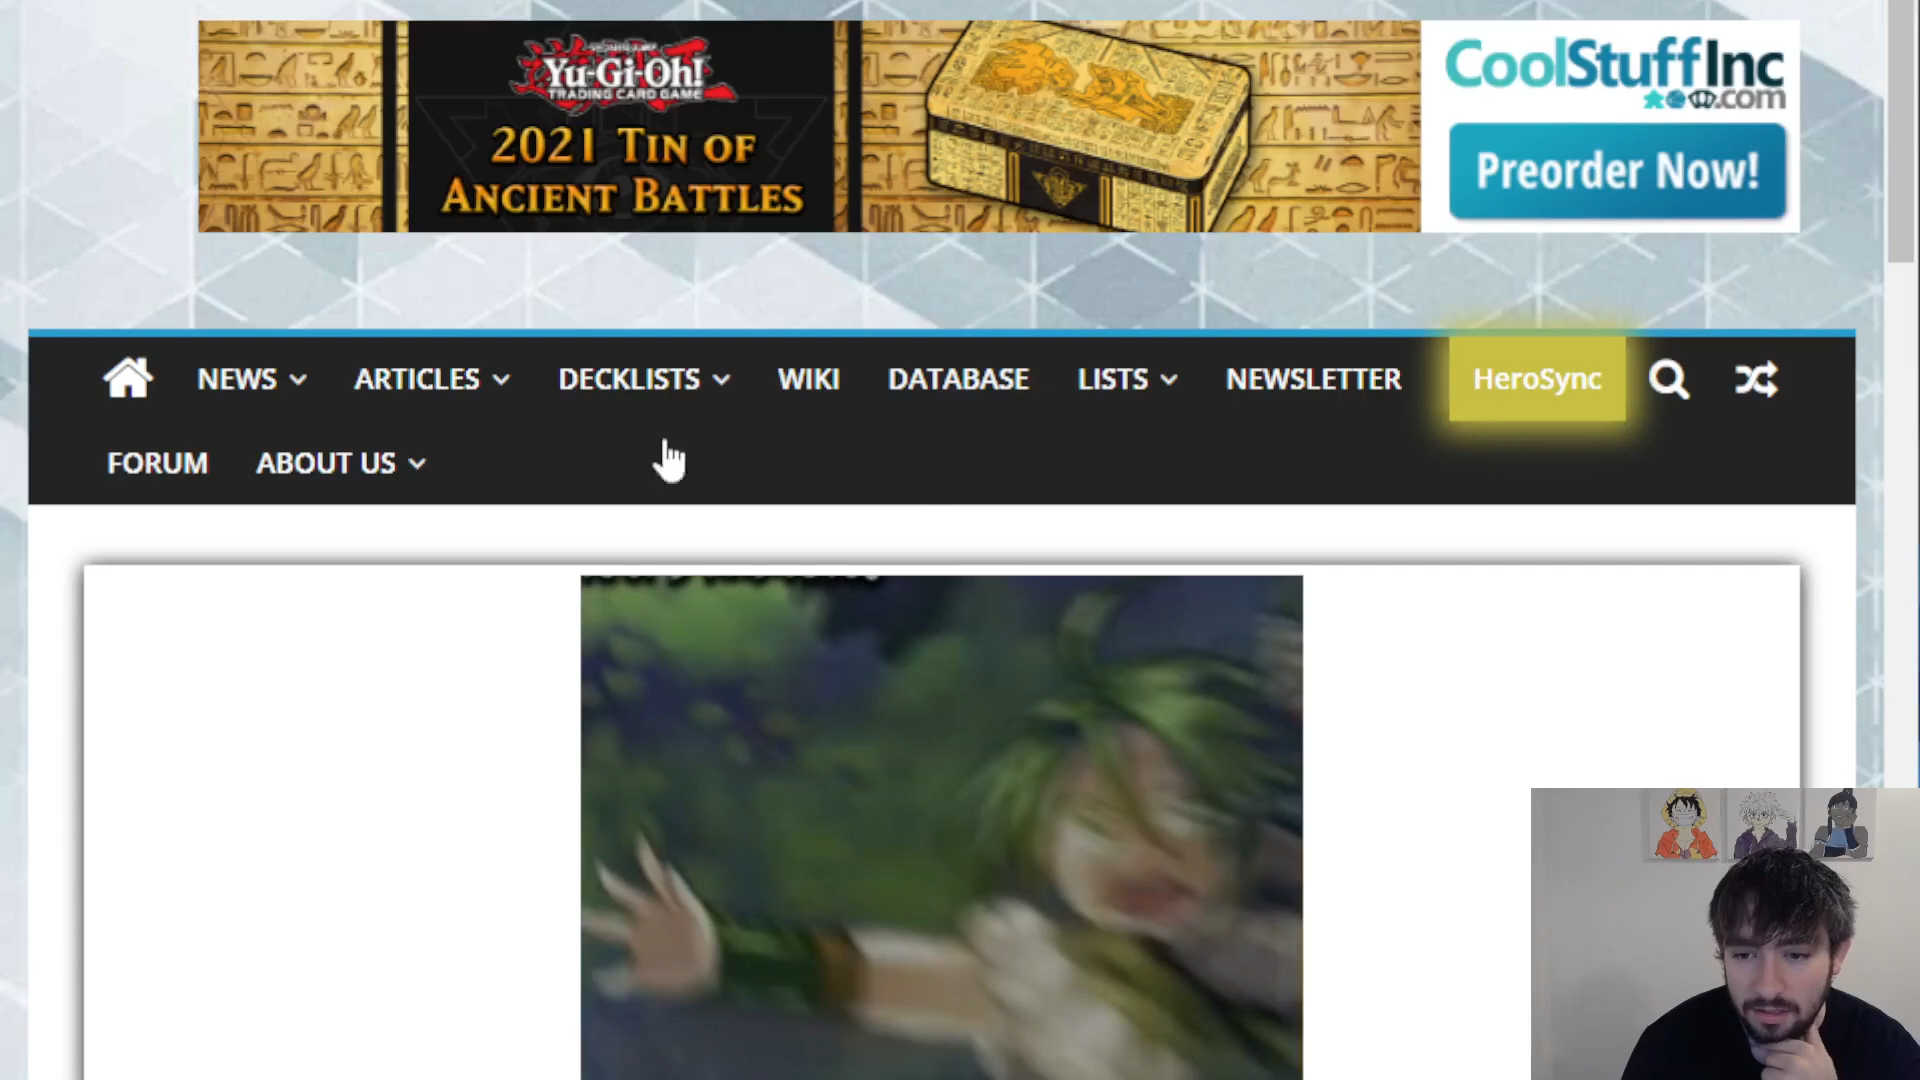 Yu-Gi-Oh!
TRADING CARD GAME
2021 TIN OF
ANCIENT BATTLES
CoolStuffInc
.com
Preorder Now!
NEWS ARTICLES DECKLISTS WIKI DATABASE LISTS NEWSLETTER HeroSync
FORUM ABOUT US